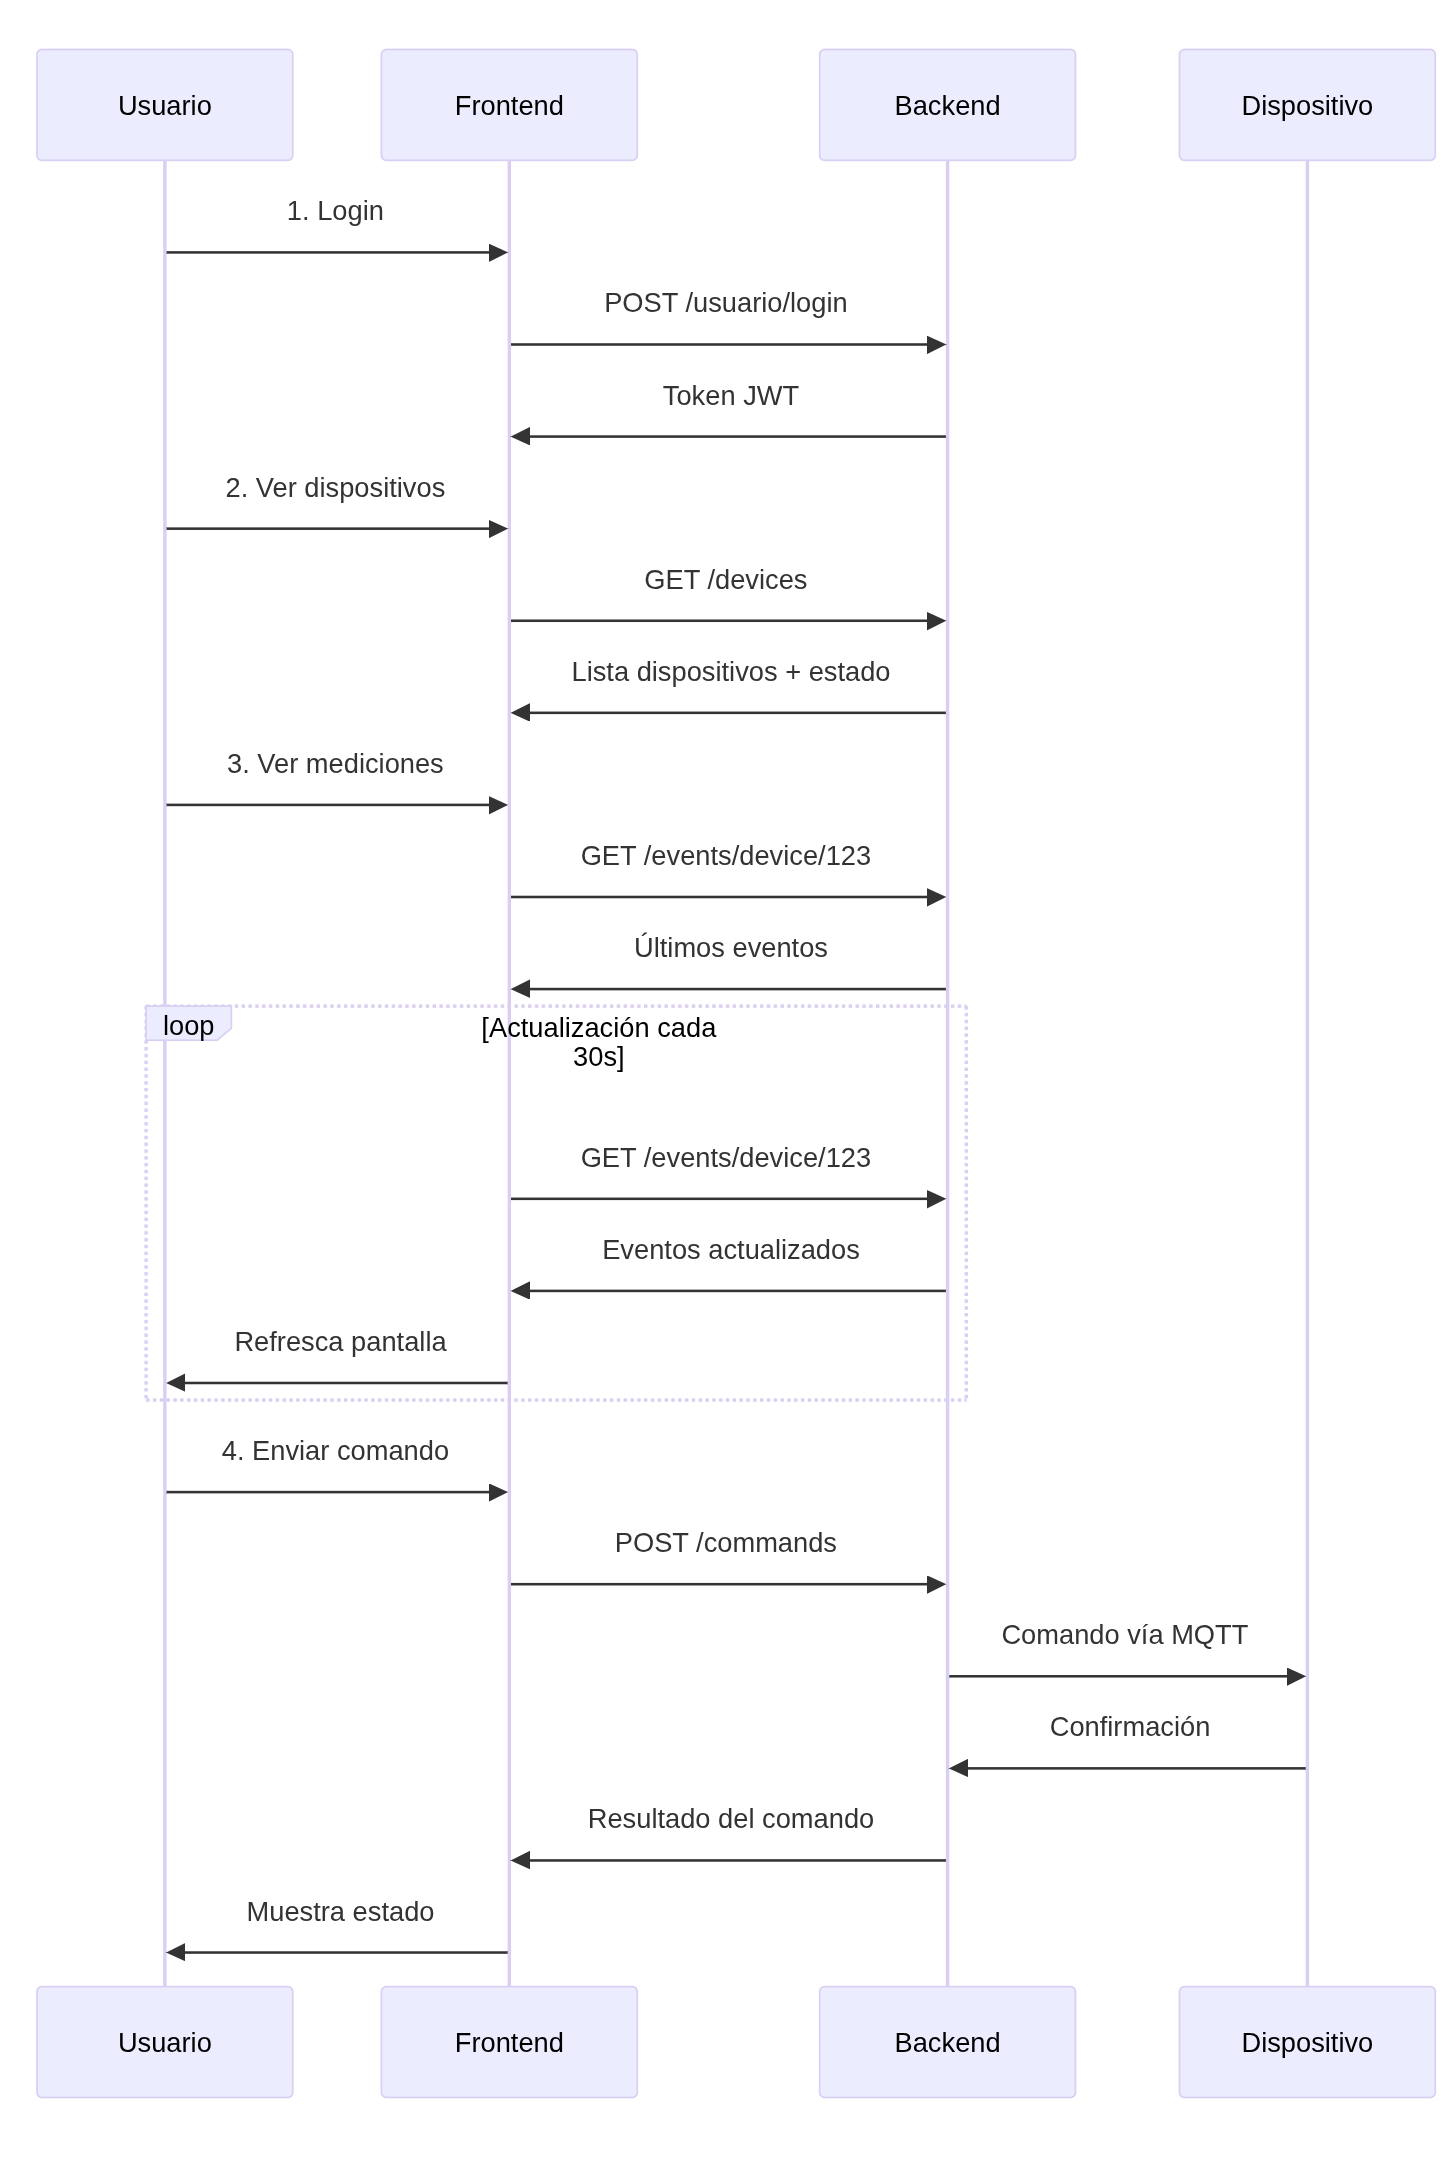 Usuario
Frontend
Backend
Dispositivo
1. Login
POST /usuario/login
Token JWT
2. Ver dispositivos
GET /devices
Lista dispositivos + estado
3. Ver mediciones
GET /events/device/123
Últimos eventos
loop
[Actualización cada
30s]
GET /events/device/123
Eventos actualizados
Refresca pantalla
4. Enviar comando
POST /commands
Comando vía MQTT
Confirmación
Resultado del comando
Muestra estado
Usuario
Frontend
Backend
Dispositivo